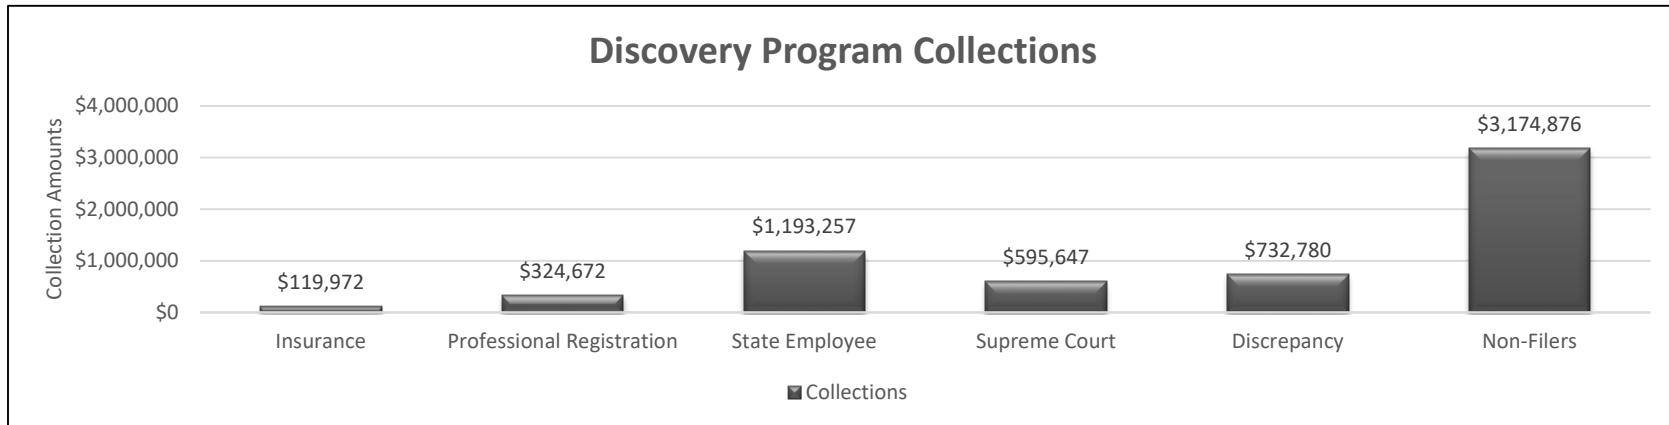 Discovery Program Collections
Collection Amounts
$4,000,000
$3,000,000
$2,000,000
$1,000,000
$0
$119,972
$324,672
$1,193,257
$595,647
$732,780
$3,174,876
Insurance
Professional Registration
State Employee
Supreme Court
Discrepancy
Non-Filers
Collections